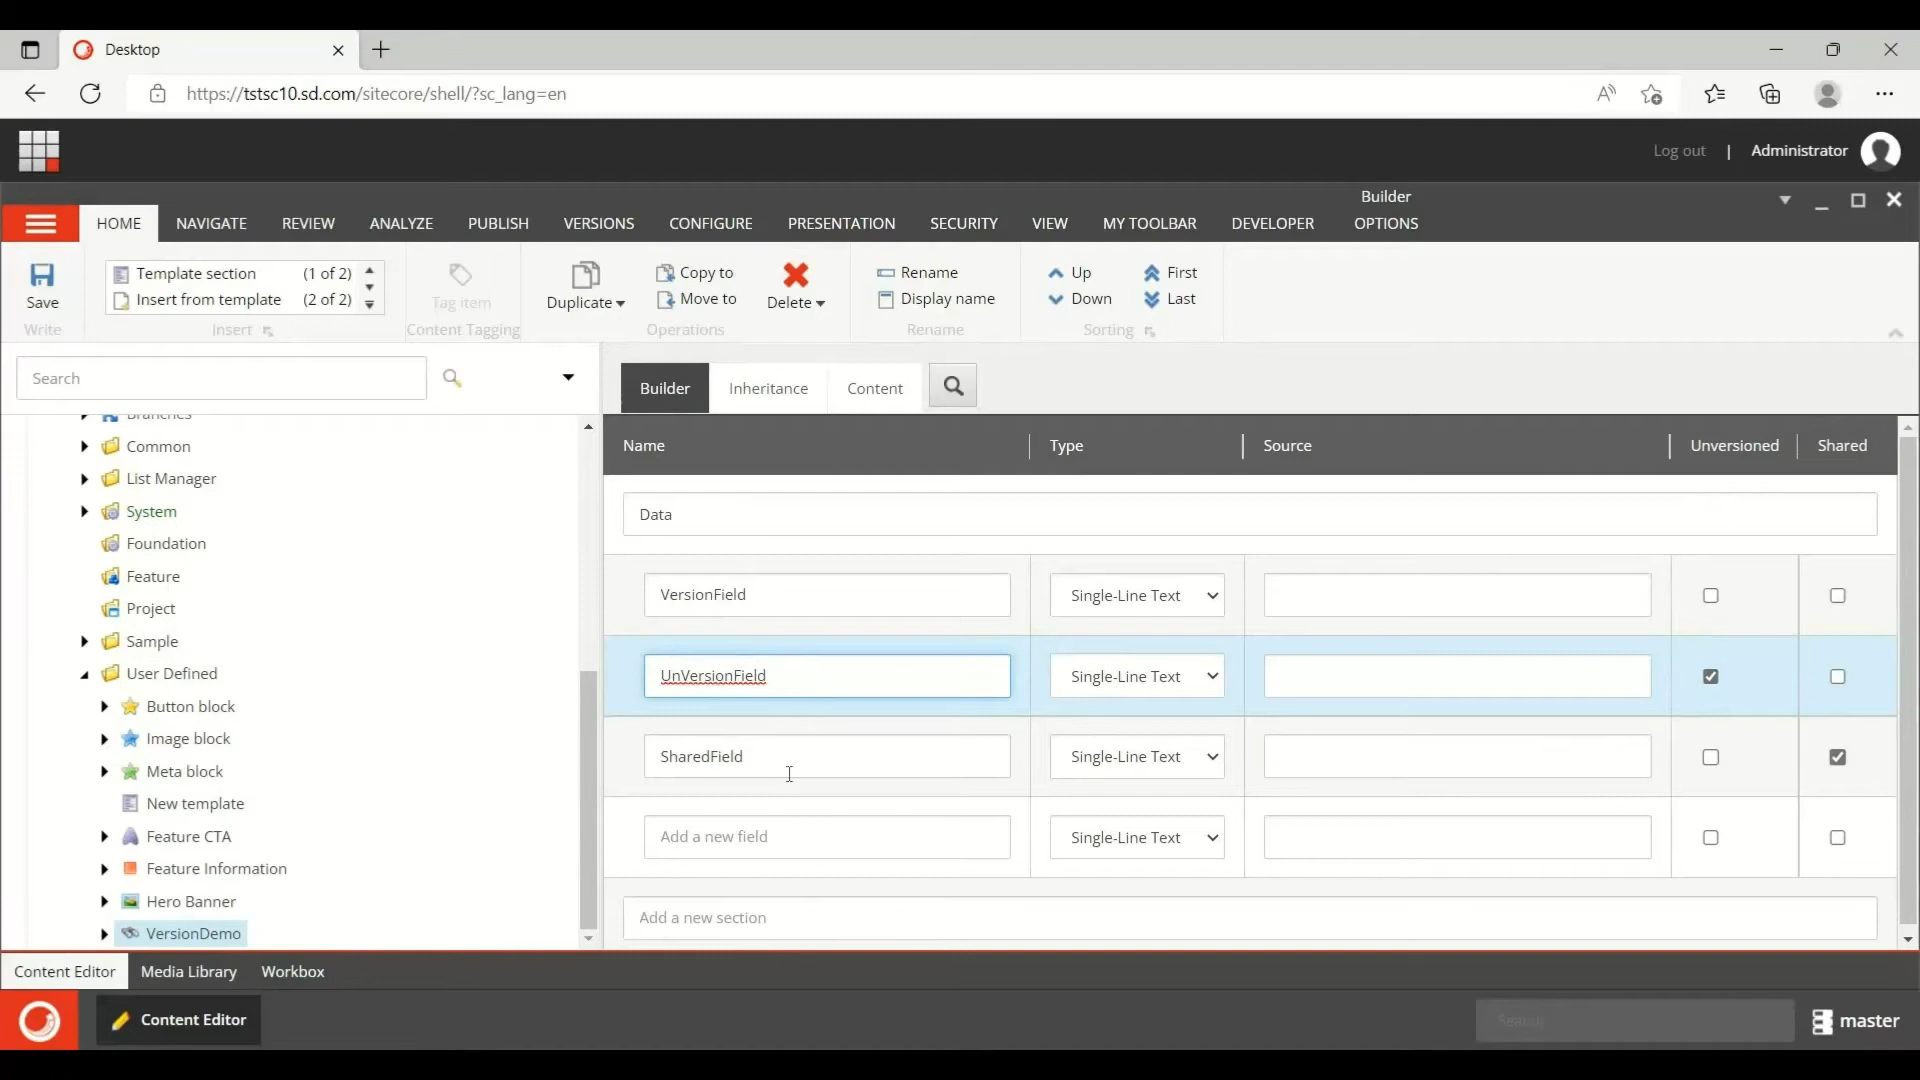 Desktop
https://tstsc10.sd.com/sitecore/shell/?sc_lang=en
Log out | Administrator
Builder
HOME NAVIGATE REVIEW ANALYZE PUBLISH VERSIONS CONFIGURE PRESENTATION SECURITY VIEW MY TOOLBAR DEVELOPER OPTIONS
Save
Write
Template section (1 of 2)
Insert from template (2 of 2)
Insert
Tag item
Content Tagging
Duplicate
Copy to
Move to
Delete
Operations
Rename
Display name
Rename
Up
Down
First
Last
Sorting
Search
Branches
Common
List Manager
System
Foundation
Feature
Project
Sample
User Defined
Button block
Image block
Meta block
New template
Feature CTA
Feature Information
Hero Banner
VersionDemo
Builder Inheritance Content
Name Type Source Unversioned Shared
Data
VersionField Single-Line Text
UnVersionField Single-Line Text
SharedField Single-Line Text
Add a new field Single-Line Text
Add a new section
Content Editor Media Library Workbox
Content Editor
Search
master